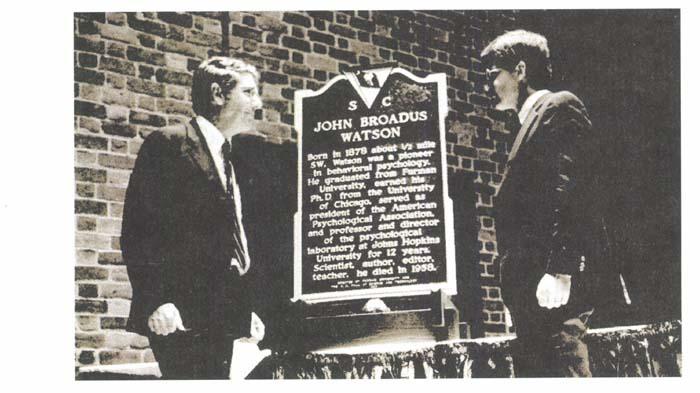 S C
JOHN BROADUS
WATSON
Born in 1878 about ½ mile
SW, Watson was a pioneer
in behavioral psychology.
He graduated from Furman
University, earned his
Ph.D from the University
of Chicago, served as
president of the American
Psychological Association,
and professor and director
of the psychological
laboratory at Johns Hopkins
University for 12 years.
Scientist, author, editor,
teacher, he died in 1958.